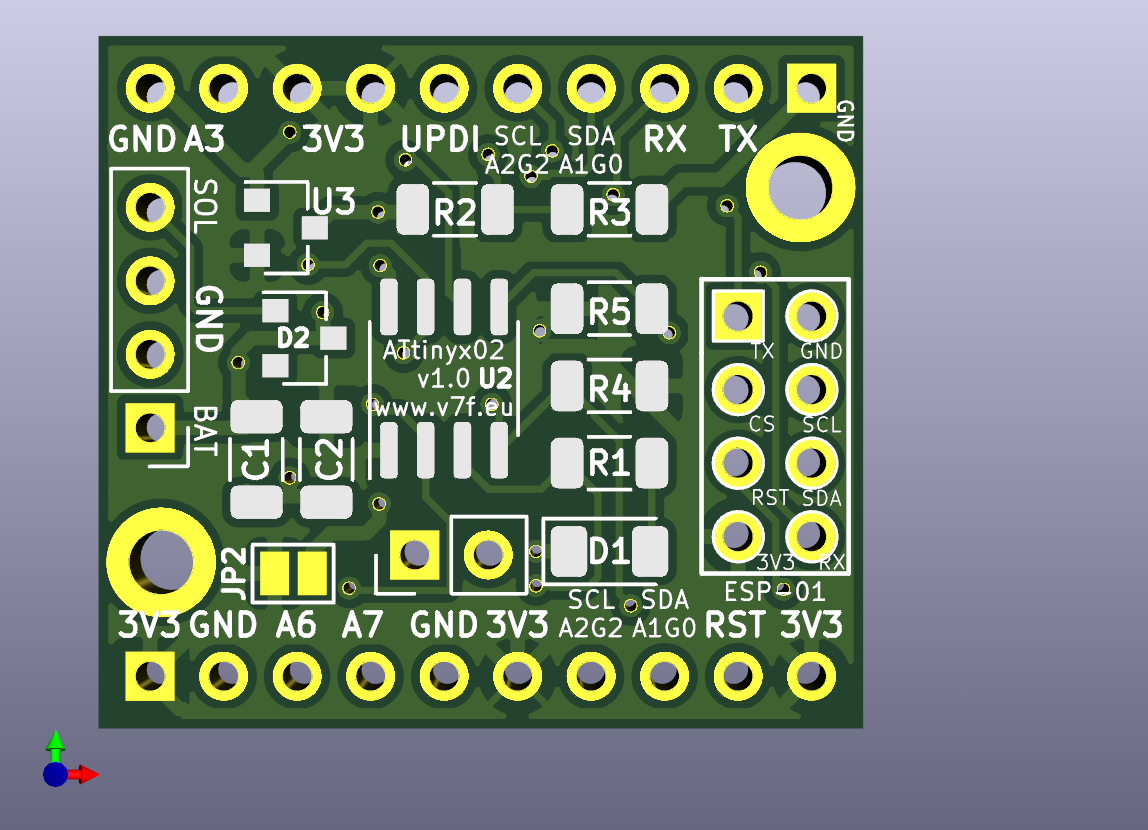 GND A3 3V3 UPDI SCL SDA RX TX GND
A2G2 A1G0
SOL
U3
R2
R3
GND
D2
R5
ATtinyx02
v1.0 U2
www.v7f.eu
R4
TX GND
CS SCL
BAT
C1
C2
R1
RST SDA
JP2
D1
3V3 RX
ESP-01
SCL SDA
3V3 GND A6 A7 GND 3V3 A2G2 A1G0 RST 3V3